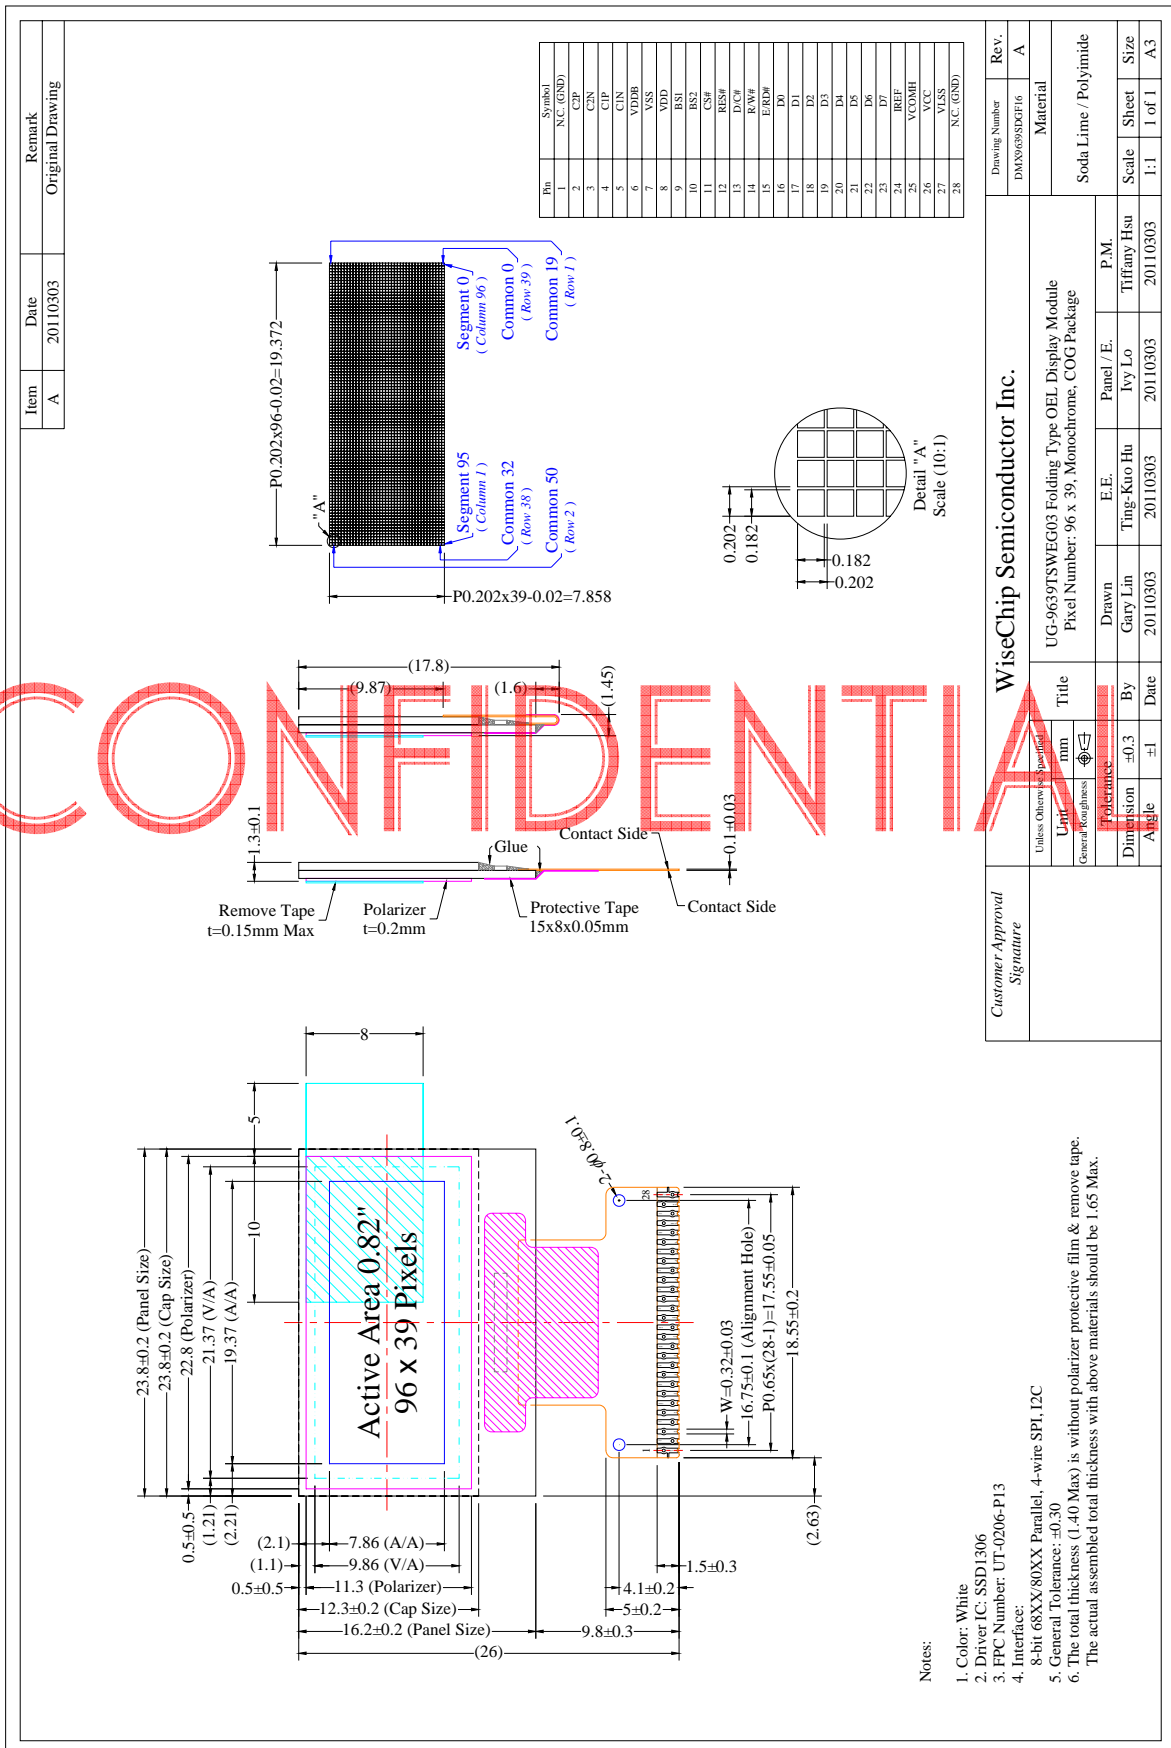 Item Date Remark
A 20110303 Original Drawing
23.8±0.2 (Panel Size)
23.8±0.2 (Cap Size)
22.8 (Polarizer)
21.37 (V/A)
19.37 (A/A)
0.5±0.5
(1.21)
(2.21)
10
5
8
Active Area 0.82"
96 x 39 Pixels
(2.1)
7.86 (A/A)
(1.1)
9.86 (V/A)
0.5±0.5
11.3 (Polarizer)
12.3±0.2 (Cap Size)
16.2±0.2 (Panel Size)
(26)
9.8±0.3
5±0.2
4.1±0.2
1.5±0.3
(2.63)
2-φ0.8±0.1
1
28
W=0.32±0.03
16.75±0.1 (Alignment Hole)
P0.65x(28-1)=17.55±0.05
18.55±0.2
1.3±0.1
Remove Tape
t=0.15mm Max
Polarizer
t=0.2mm
Glue
Protective Tape
15x8x0.05mm
Contact Side
Contact Side
0.1±0.03
(17.8)
(9.87)
(1.6)
(1.45)
P0.202x96-0.02=19.372
"A"
P0.202x39-0.02=7.858
Segment 95
( Column 1 )
Common 32
( Row 38 )
Common 50
( Row 2 )
Segment 0
( Column 96 )
Common 0
( Row 39 )
Common 19
( Row 1 )
0.202
0.182
0.182
0.202
Detail "A"
Scale (10:1)
Pin Symbol
1 N.C. (GND)
2 C2P
3 C2N
4 C1P
5 C1N
6 VDDB
7 VSS
8 VDD
9 BS1
10 BS2
11 CS#
12 RES#
13 D/C#
14 R/W#
15 E/RD#
16 D0
17 D1
18 D2
19 D3
20 D4
21 D5
22 D6
23 D7
24 IREF
25 VCOMH
26 VCC
27 VLSS
28 N.C. (GND)
CONFIDENTIAL
Notes:
1. Color: White
2. Driver IC: SSD1306
3. FPC Number: UT-0206-P13
4. Interface:
8-bit 68XX/80XX Parallel, 4-wire SPI, I2C
5. General Tolerance: ±0.30
6. The total thickness (1.40 Max) is without polarizer protective film & remove tape.
The actual assembled total thickness with above materials should be 1.65 Max.
Customer Approval
Signature
WiseChip Semiconductor Inc.
Drawing Number Rev.
DMX9639SDGF16 A
Unless Otherwise Specified
Unit mm
General Roughness
Tolerance
Dimension ±0.3
Angle ±1
Title
UG-9639TSWEG03 Folding Type OEL Display Module
Pixel Number: 96 x 39, Monochrome, COG Package
Material
Soda Lime / Polyimide
By Drawn E.E. Panel / E. P.M.
Gary Lin Ting-Kuo Hu Ivy Lo Tiffany Hsu
Date 20110303 20110303 20110303 20110303
Scale Sheet Size
1:1 1 of 1 A3